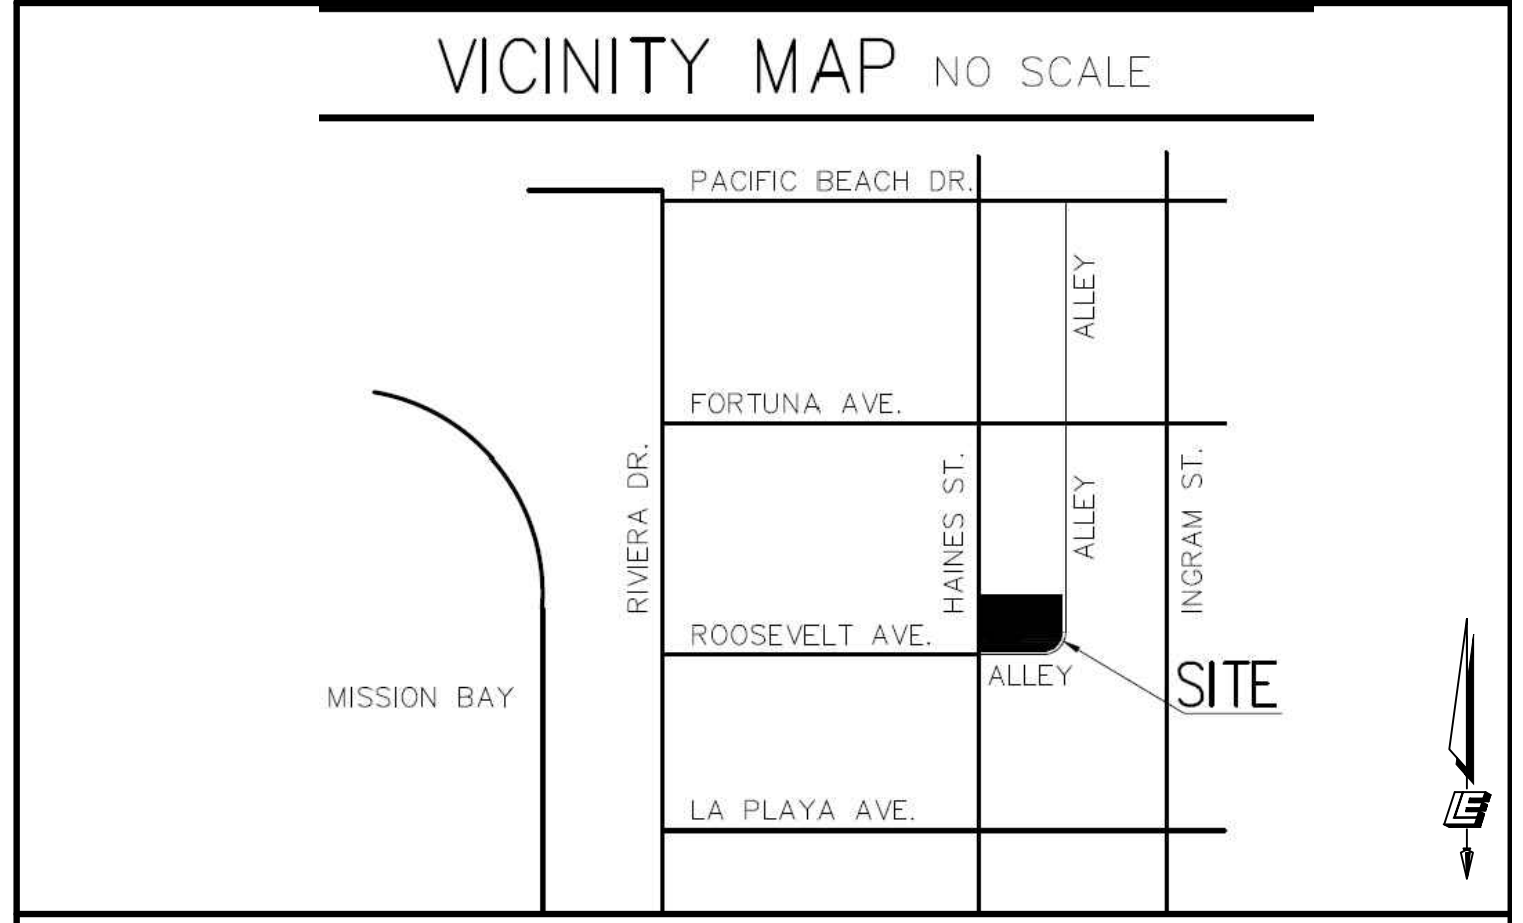 VICINITY MAP NO SCALE
PACIFIC BEACH DR.
ALLEY
FORTUNA AVE.
RIVIERA DR.
HAINES ST.
ALLEY
INGRAM ST.
ROOSEVELT AVE.
ALLEY
SITE
MISSION BAY
LA PLAYA AVE.